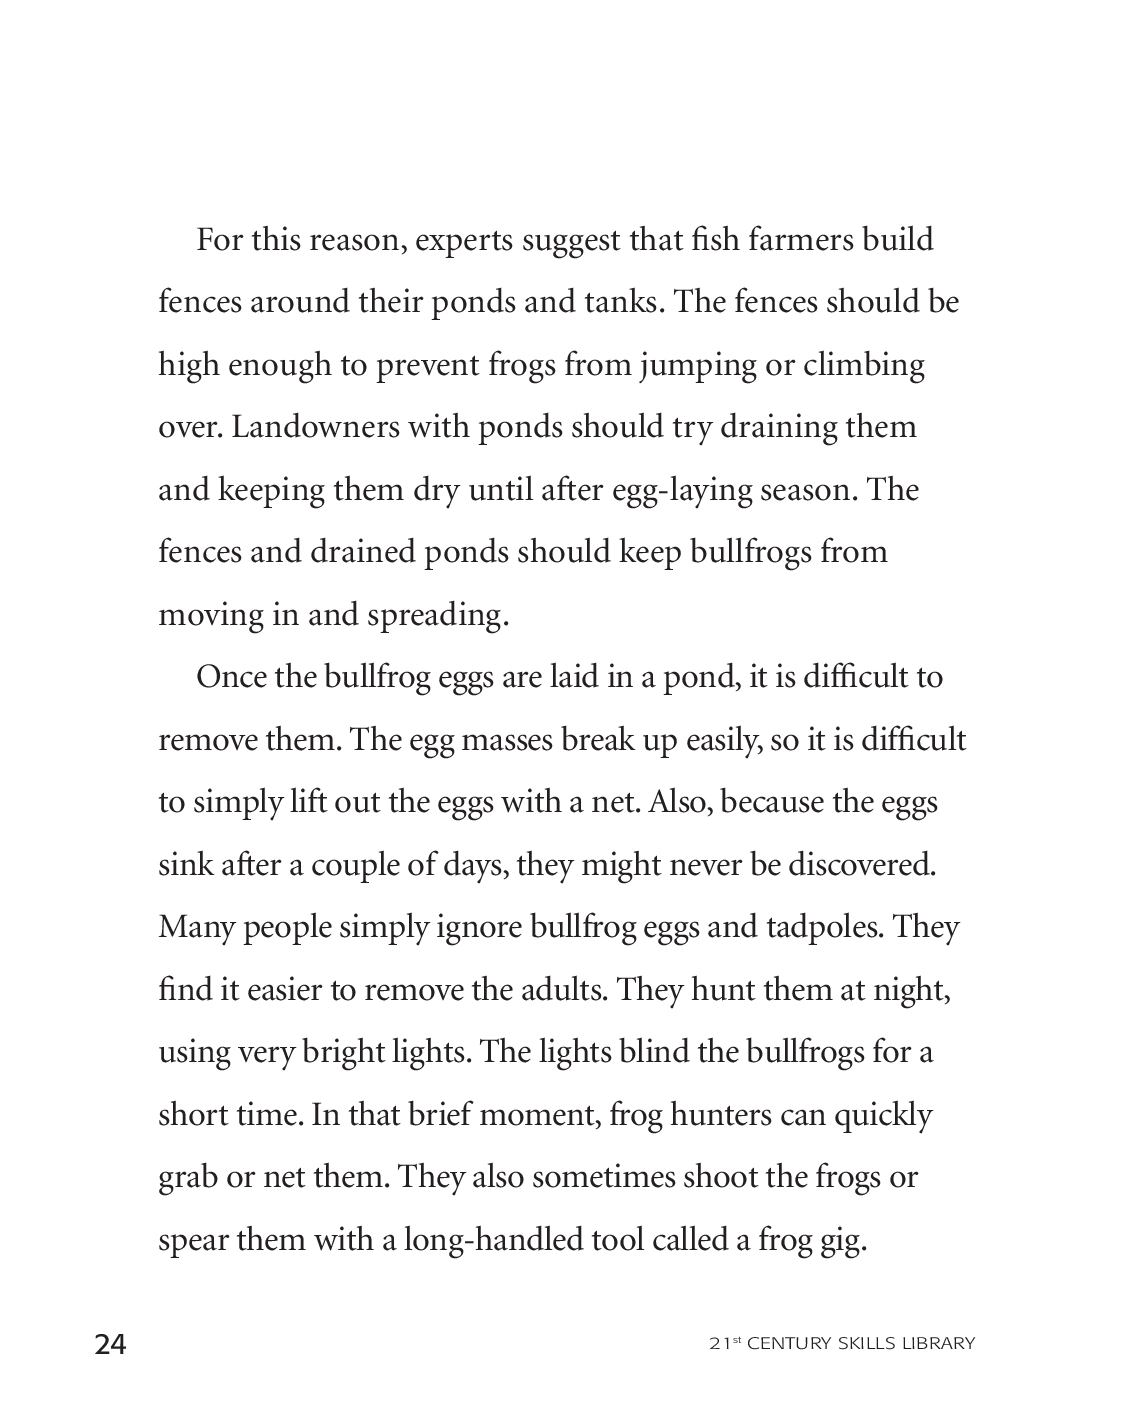 For this reason, experts suggest that fish farmers build
fences around their ponds and tanks. The fences should be
high enough to prevent frogs from jumping or climbing
over. Landowners with ponds should try draining them
and keeping them dry until after egg-laying season. The
fences and drained ponds should keep bullfrogs from
moving in and spreading.
Once the bullfrog eggs are laid in a pond, it is difficult to
remove them. The egg masses break up easily, so it is difficult
to simply lift out the eggs with a net. Also, because the eggs
sink after a couple of days, they might never be discovered.
Many people simply ignore bullfrog eggs and tadpoles. They
find it easier to remove the adults. They hunt them at night,
using very bright lights. The lights blind the bullfrogs for a
short time. In that brief moment, frog hunters can quickly
grab or net them. They also sometimes shoot the frogs or
spear them with a long-handled tool called a frog gig.
24
21st CENTURY SKILLS LIBRARY